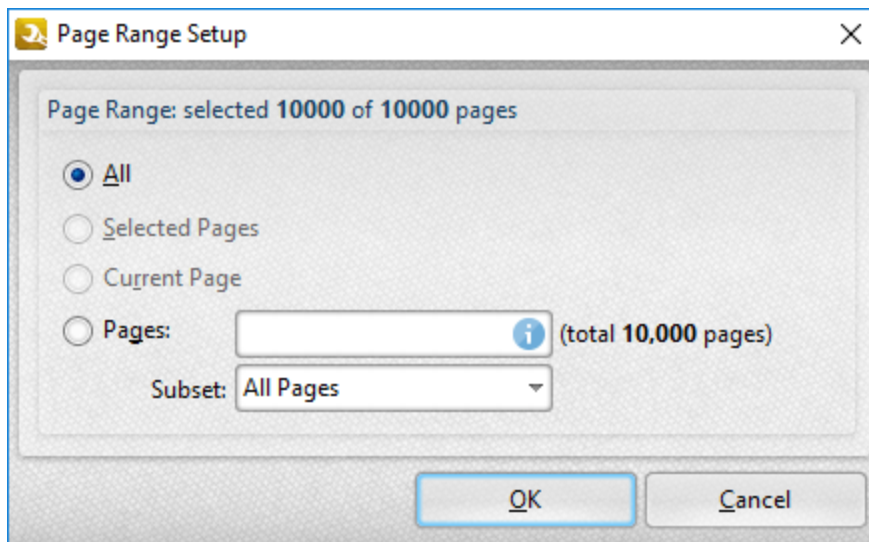 Page Range Setup
Page Range: selected 10000 of 10000 pages
All
Selected Pages
Current Page
Pages: (total 10,000 pages)
Subset: All Pages
OK Cancel